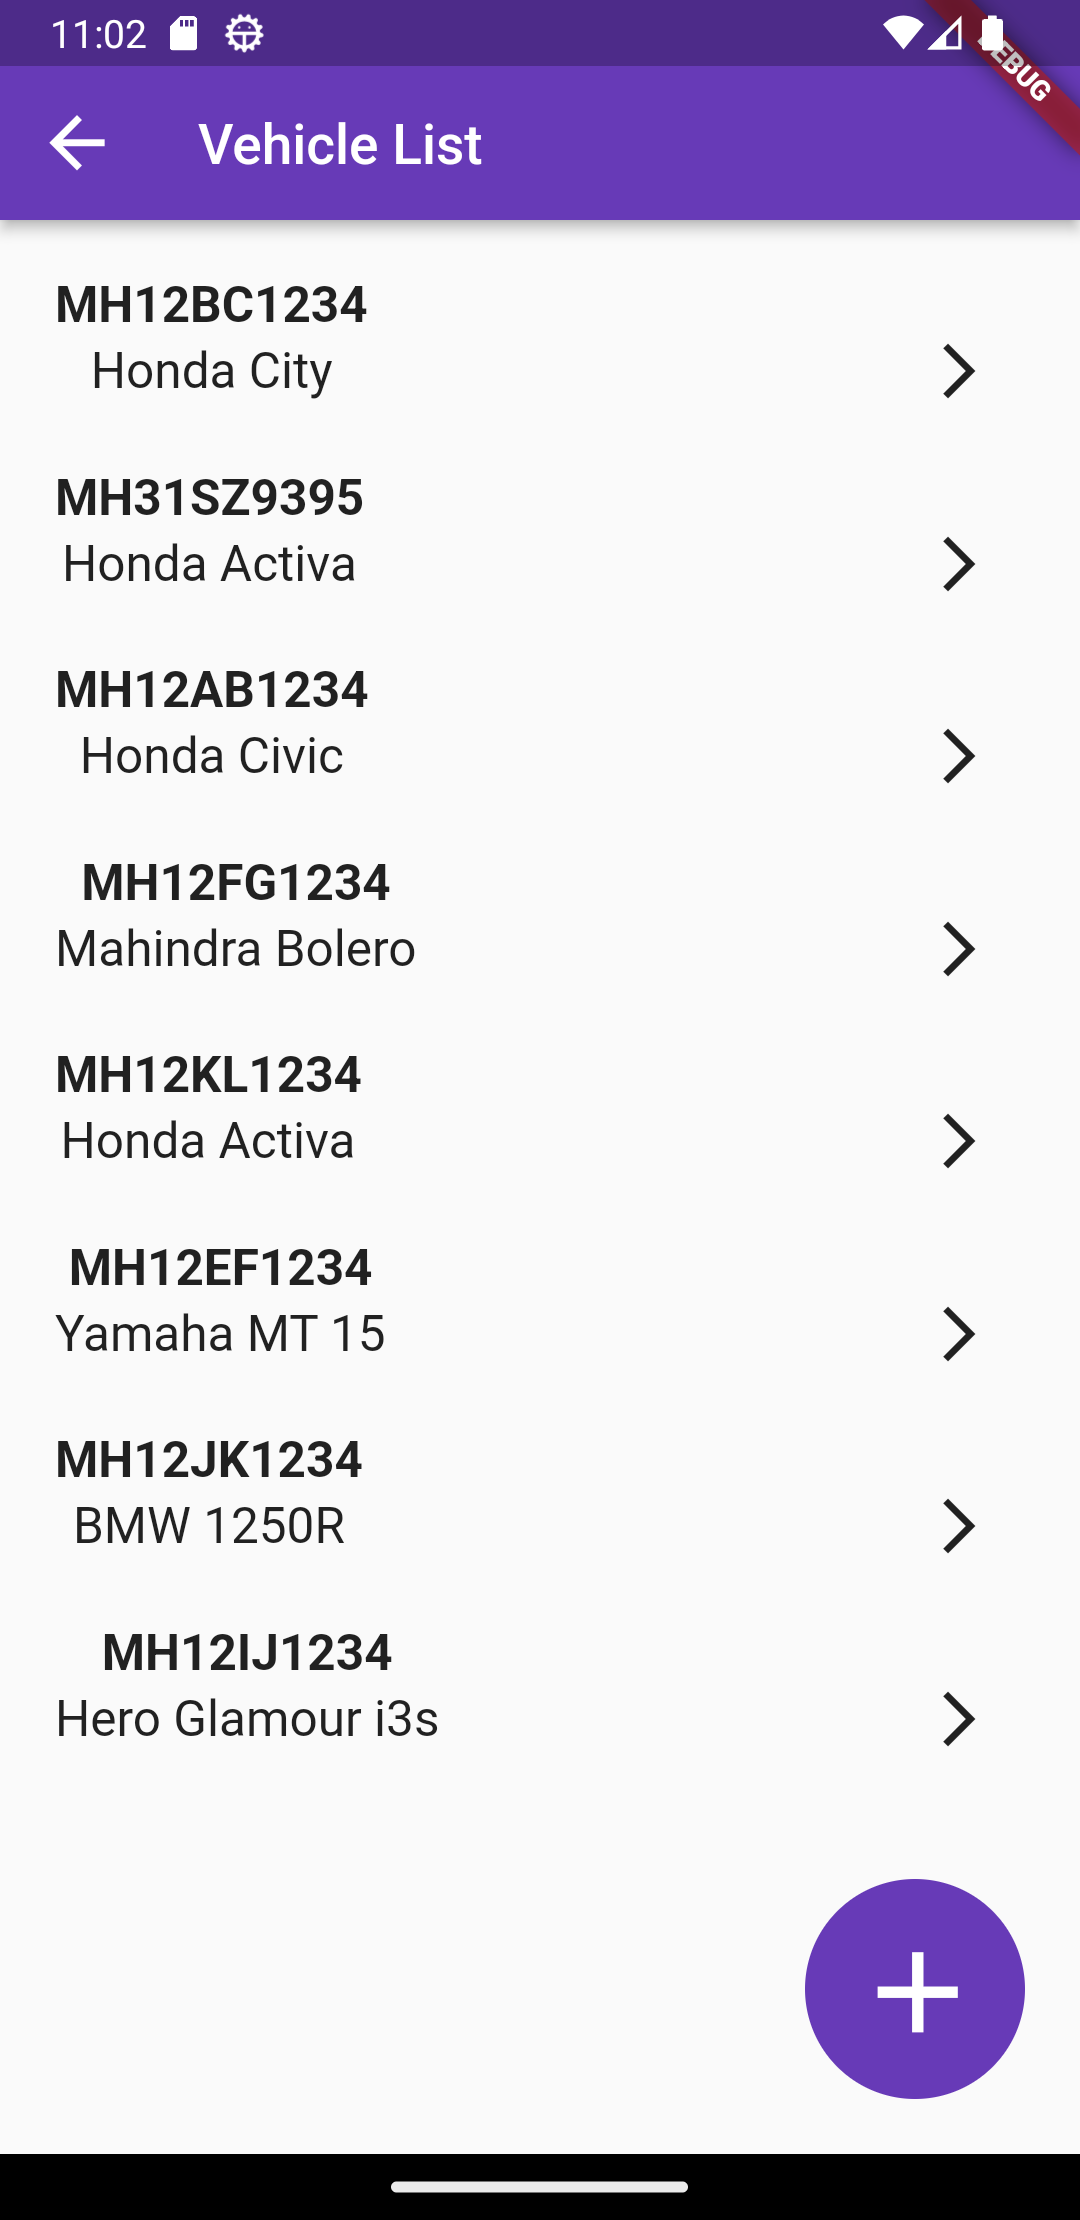 11:02
DEBUG
Vehicle List
MH12BC1234
Honda City
MH31SZ9395
Honda Activa
MH12AB1234
Honda Civic
MH12FG1234
Mahindra Bolero
MH12KL1234
Honda Activa
MH12EF1234
Yamaha MT 15
MH12JK1234
BMW 1250R
MH12IJ1234
Hero Glamour i3s